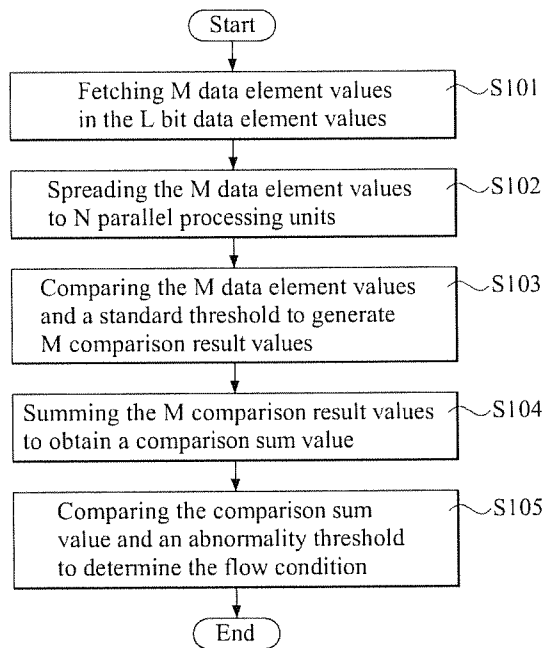 Start
Fetching M data element values
in the L bit data element values
S101
Spreading the M data element values
to N parallel processing units
S102
Comparing the M data element values
and a standard threshold to generate
M comparison result values
S103
Summing the M comparison result values
to obtain a comparison sum value
S104
Comparing the comparison sum
value and an abnormality threshold
to determine the flow condition
S105
End